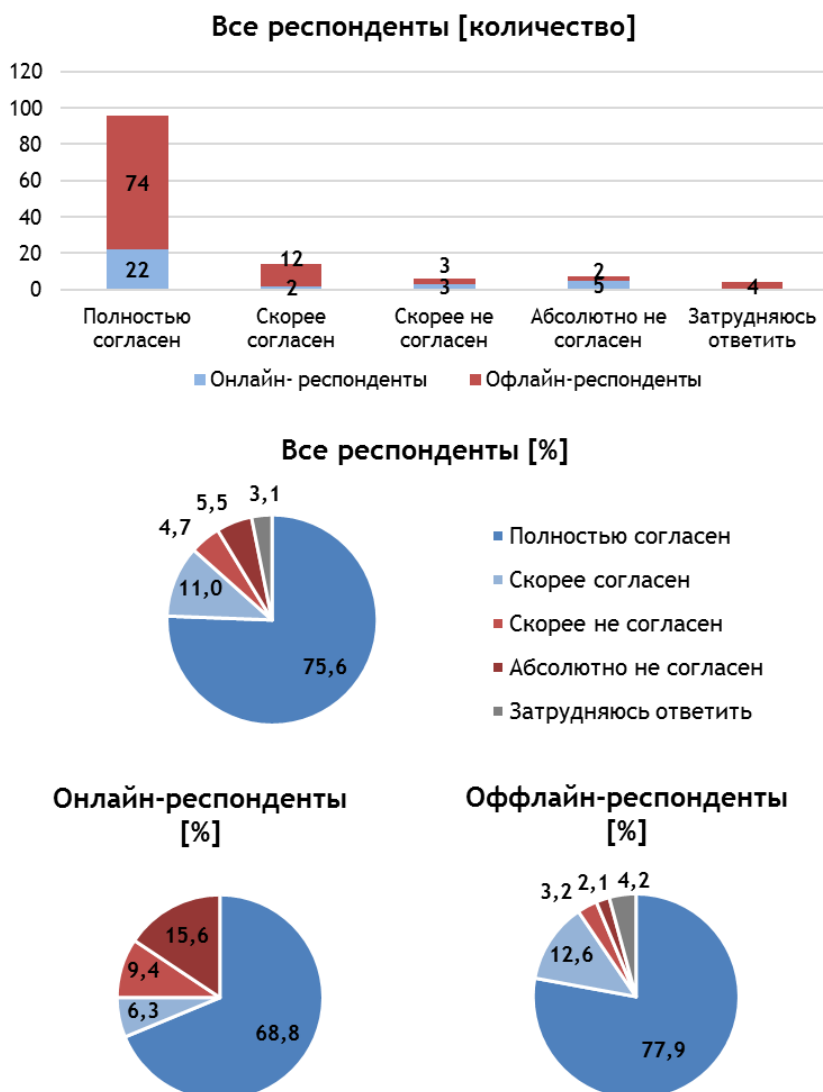 Все респонденты [количество]
120
100
80
60
40
20
0
74
22
12
2
3
3
2
5
4
Полностью согласен
Скорее согласен
Скорее не согласен
Абсолютно не согласен
Затрудняюсь ответить
Онлайн- респонденты
Офлайн-респонденты
Все респонденты [%]
3,1
5,5
4,7
11,0
75,6
Полностью согласен
Скорее согласен
Скорее не согласен
Абсолютно не согласен
Затрудняюсь ответить
Онлайн-респонденты
[%]
15,6
9,4
6,3
68,8
Оффлайн-респонденты
[%]
3,2
2,1
4,2
12,6
77,9